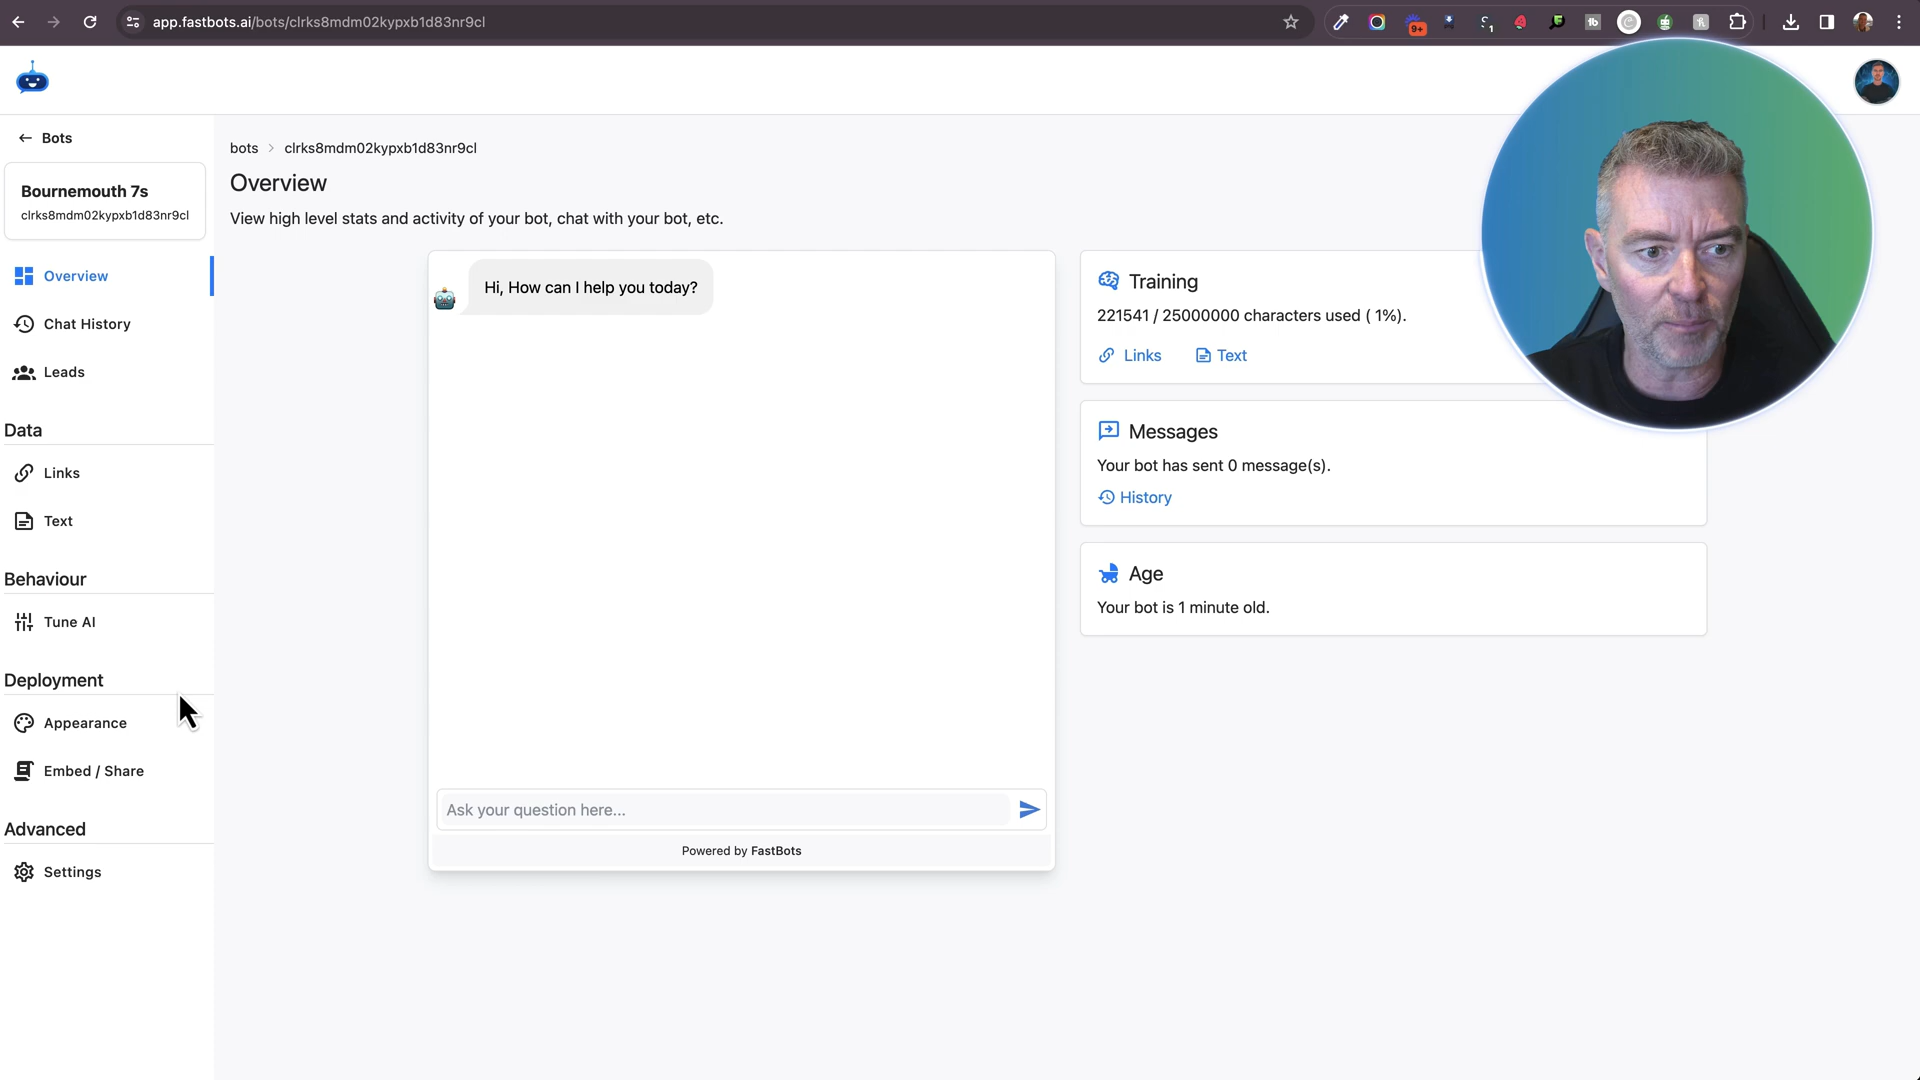 app.fastbots.ai/bots/clrks8mdm02kypxb1d83nr9cl
9+
1
tb
Bots
Bournemouth 7s
clrks8mdm02kypxb1d83nr9cl
Overview
Chat History
Leads
Data
Links
Text
Behaviour
Tune AI
Deployment
Appearance
Embed / Share
Advanced
Settings
bots > clrks8mdm02kypxb1d83nr9cl
Overview
View high level stats and activity of your bot, chat with your bot, etc.
Hi, How can I help you today?
Ask your question here...
Powered by FastBots
Training
221541 / 25000000 characters used ( 1%).
Links Text
Messages
Your bot has sent 0 message(s).
History
Age
Your bot is 1 minute old.